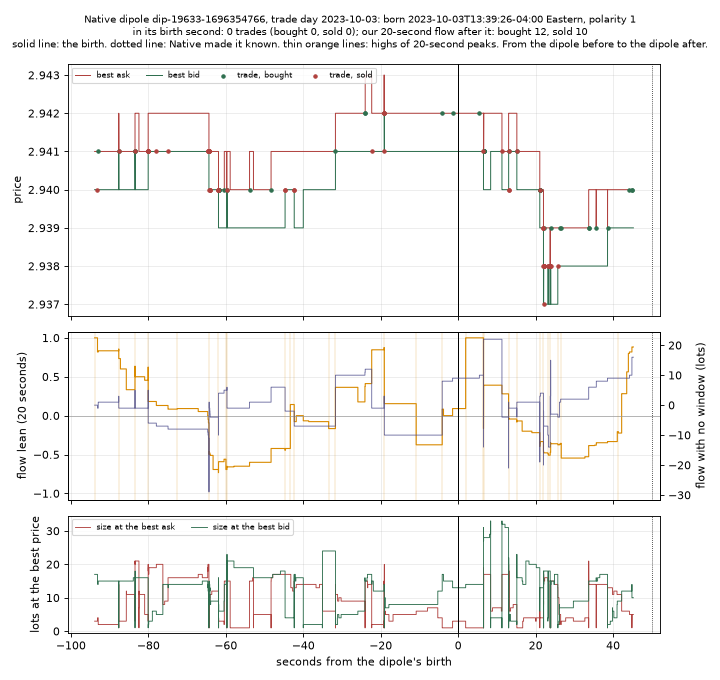 Native dipole dip-19633-1696354766, trade day 2023-10-03: born 2023-10-03T13:39:26-04:00 Eastern, polarity 1
in its birth second: 0 trades (bought 0, sold 0); our 20-second flow after it: bought 12, sold 10
solid line: the birth. dotted line: Native made it known. thin orange lines: highs of 20-second peaks. From the dipole before to the dipole after.
best ask
best bid
trade, bought
trade, sold
2.943
2.942
2.941
2.940
2.939
2.938
2.937
price
1.0
0.5
0.0
−0.5
−1.0
flow lean (20 seconds)
20
10
0
−10
−20
−30
flow with no window (lots)
size at the best ask
size at the best bid
30
20
10
0
lots at the best price
−100
−80
−60
−40
−20
0
20
40
seconds from the dipole's birth